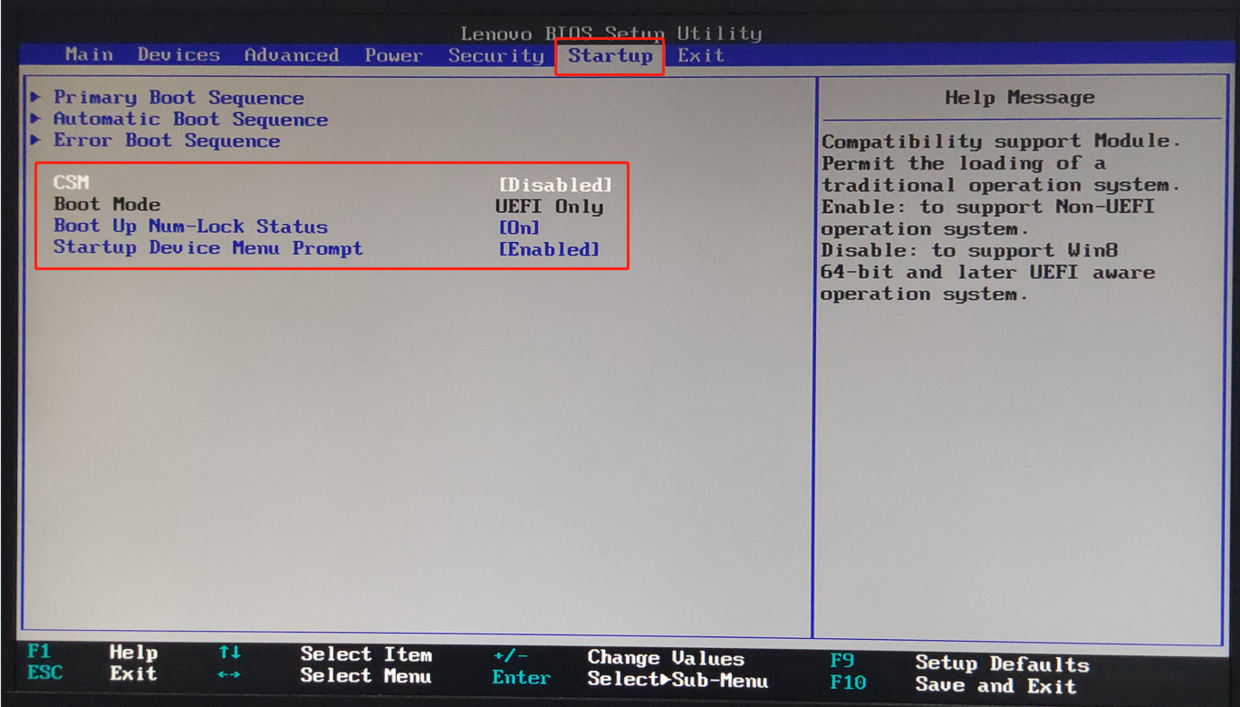 Lenovo BIOS Setup Utility
Main Devices Advanced Power Security Startup Exit
Primary Boot Sequence
Automatic Boot Sequence
Error Boot Sequence
CSM [Disabled]
Boot Mode UEFI Only
Boot Up Num-Lock Status [On]
Startup Device Menu Prompt [Enabled]
Help Message
Compatibility support Module.
Permit the loading of a
traditional operation system.
Enable: to support Non-UEFI
operation system.
Disable: to support Win8
64-bit and later UEFI aware
operation system.
F1 Help ↑↓ Select Item +/- Change Values F9 Setup Defaults
ESC Exit ←→ Select Menu Enter Select▶Sub-Menu F10 Save and Exit